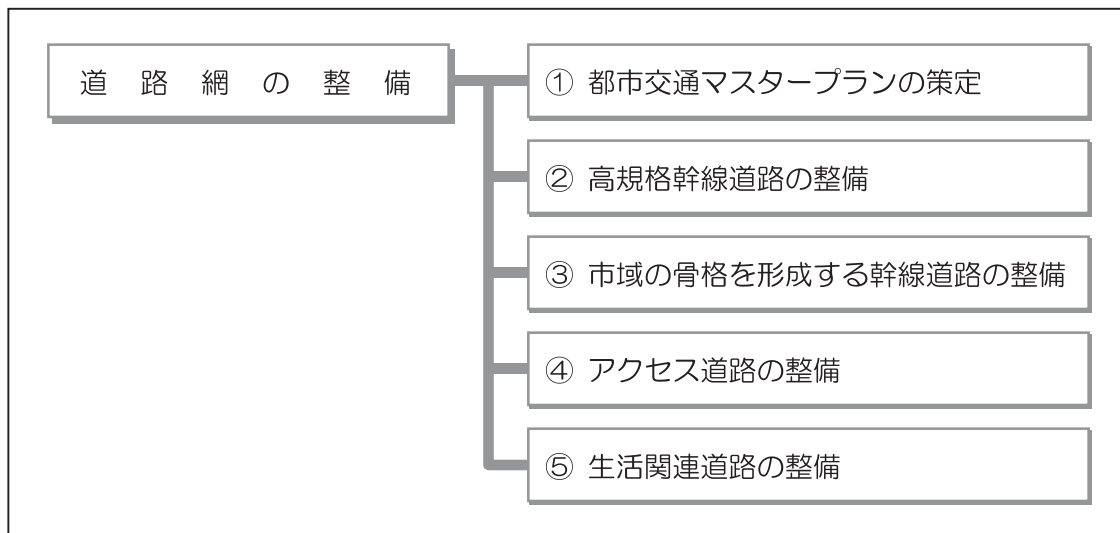 道路網の整備
① 都市交通マスタープランの策定
② 高規格幹線道路の整備
③ 市域の骨格を形成する幹線道路の整備
④ アクセス道路の整備
⑤ 生活関連道路の整備